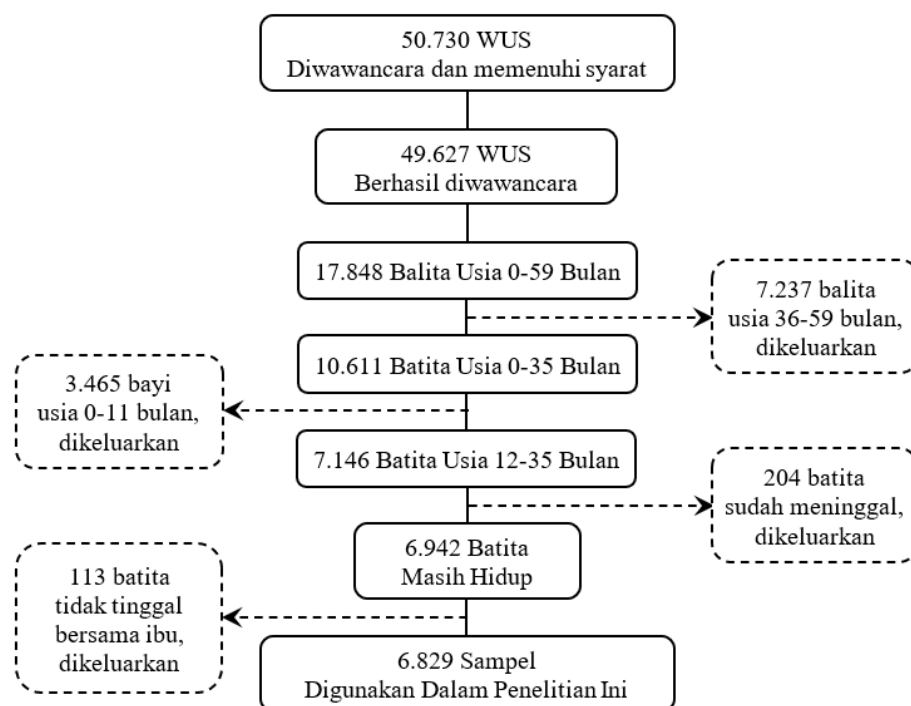 50.730 WUS
Diwawancara dan memenuhi syarat
49.627 WUS
Berhasil diwawancara
17.848 Balita Usia 0-59 Bulan
7.237 balita
usia 36-59 bulan,
dikeluarkan
10.611 Batita Usia 0-35 Bulan
3.465 bayi
usia 0-11 bulan,
dikeluarkan
7.146 Batita Usia 12-35 Bulan
204 batita
sudah meninggal,
dikeluarkan
6.942 Batita
Masih Hidup
113 batita
tidak tinggal
bersama ibu,
dikeluarkan
6.829 Sampel
Digunakan Dalam Penelitian Ini